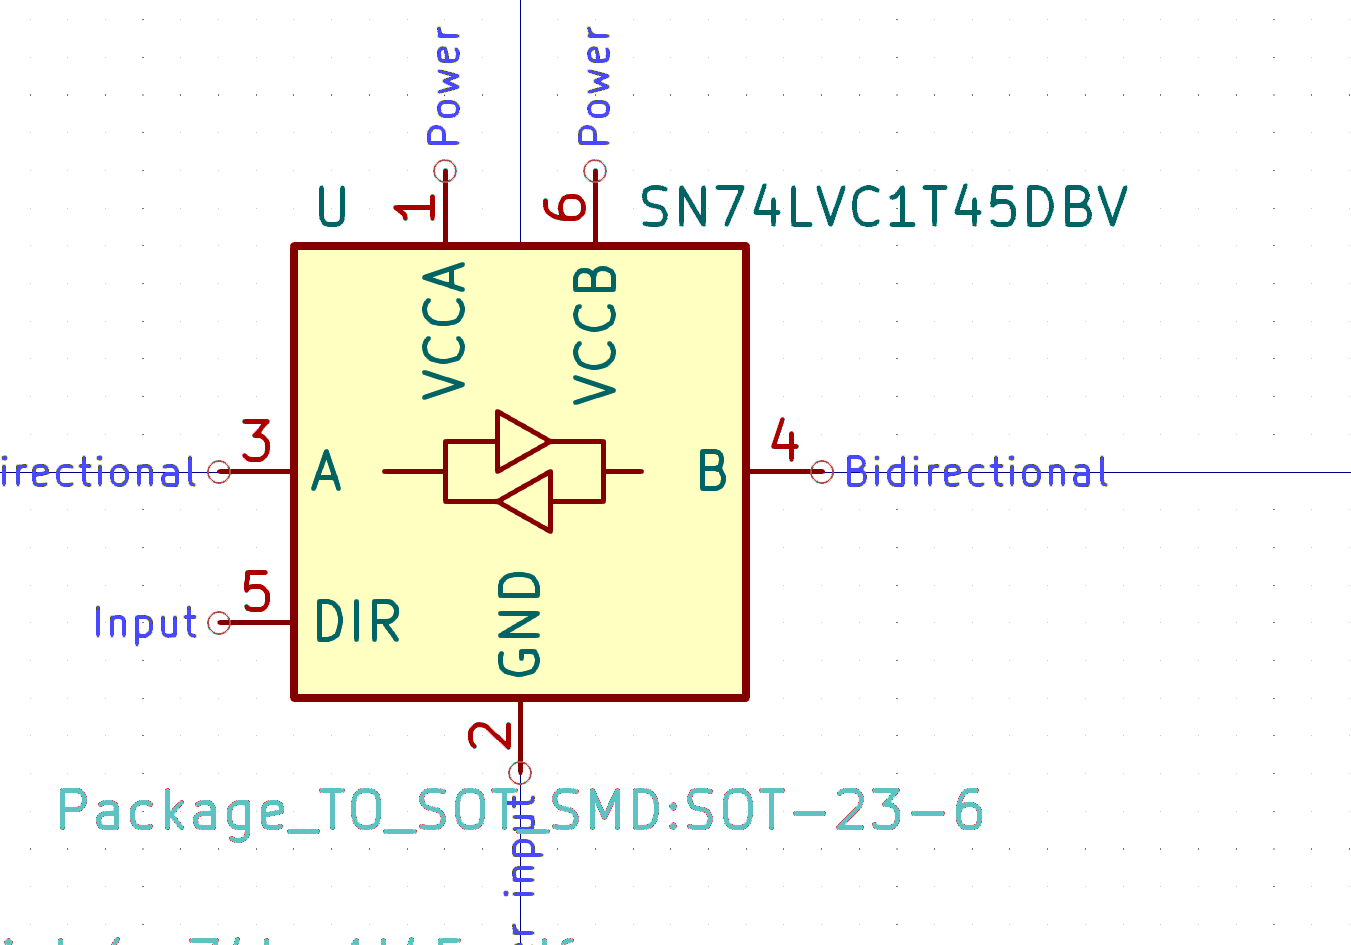 Power
Power
U
1
6
SN74LVC1T45DBV
VCCA
VCCB
3
4
irectional
A
B
Bidirectional
5
Input
DIR
GND
2
Package_TO_SOT_SMD:SOT-23-6
r input